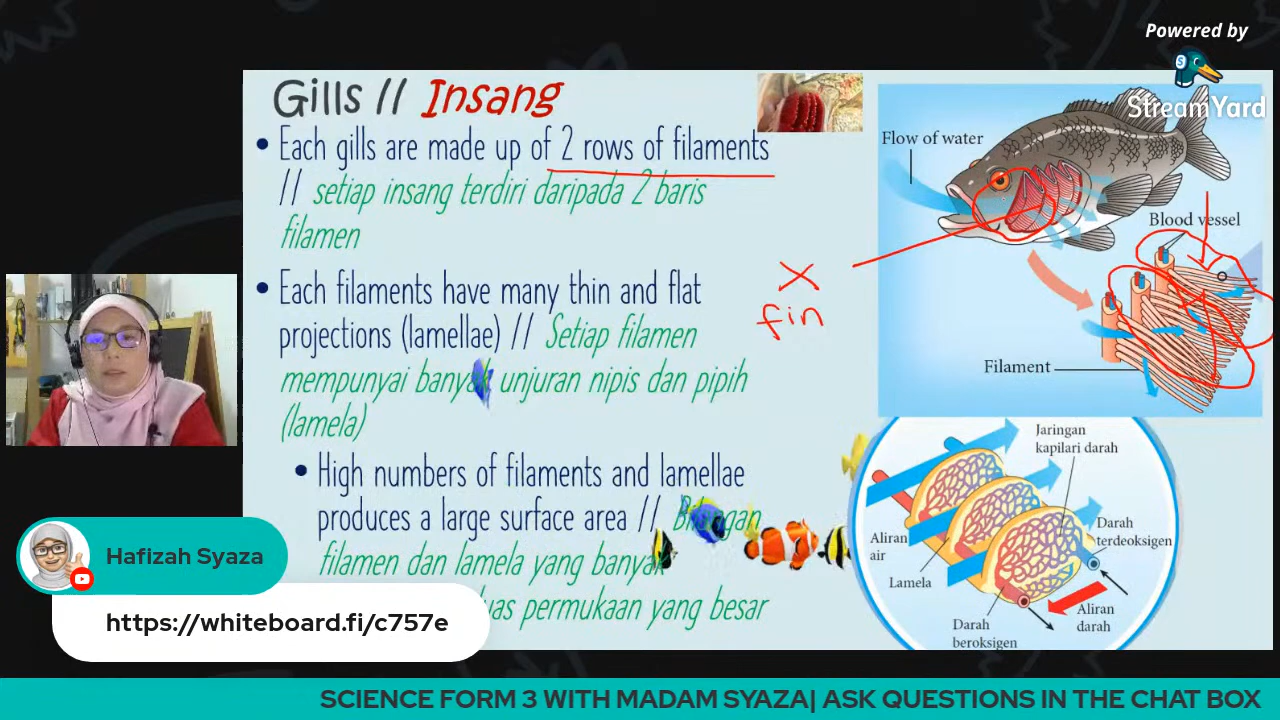 Powered by
StreamYard
Gills // Insang
• Each gills are made up of 2 rows of filaments
// setiap insang terdiri daripada 2 baris
filamen
• Each filaments have many thin and flat
projections (lamellae) // Setiap filamen
mempunyai banyak unjuran nipis dan pipih
(lamela)
• High numbers of filaments and lamellae
produces a large surface area // Bilangan
filamen dan lamela yang banyak
permukaan yang besar
X
fin
Flow of water
Blood vessel
Filament
Jaringan
kapilari darah
Aliran
air
Lamela
Darah
terdeoksigen
Aliran
darah
Darah
beroksigen
Hafizah Syaza
https://whiteboard.fi/c757e
SCIENCE FORM 3 WITH MADAM SYAZA| ASK QUESTIONS IN THE CHAT BOX